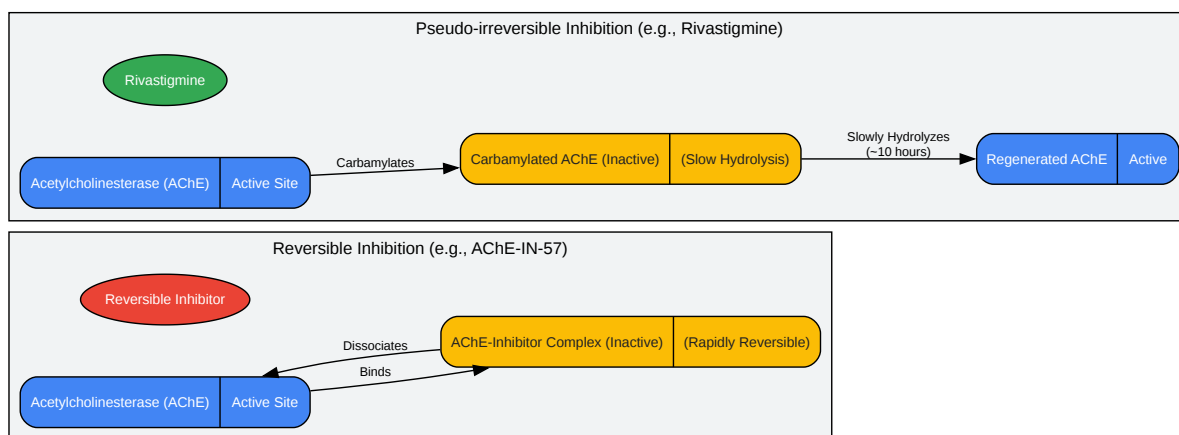 Pseudo-irreversible Inhibition (e.g., Rivastigmine)
Rivastigmine
Acetylcholinesterase (AChE)
Active Site
Carbamylates
Carbamylated AChE (Inactive)
(Slow Hydrolysis)
Slowly Hydrolyzes
(~10 hours)
Regenerated AChE
Active
Reversible Inhibition (e.g., AChE-IN-57)
Reversible Inhibitor
Acetylcholinesterase (AChE)
Active Site
Dissociates
Binds
AChE-Inhibitor Complex (Inactive)
(Rapidly Reversible)